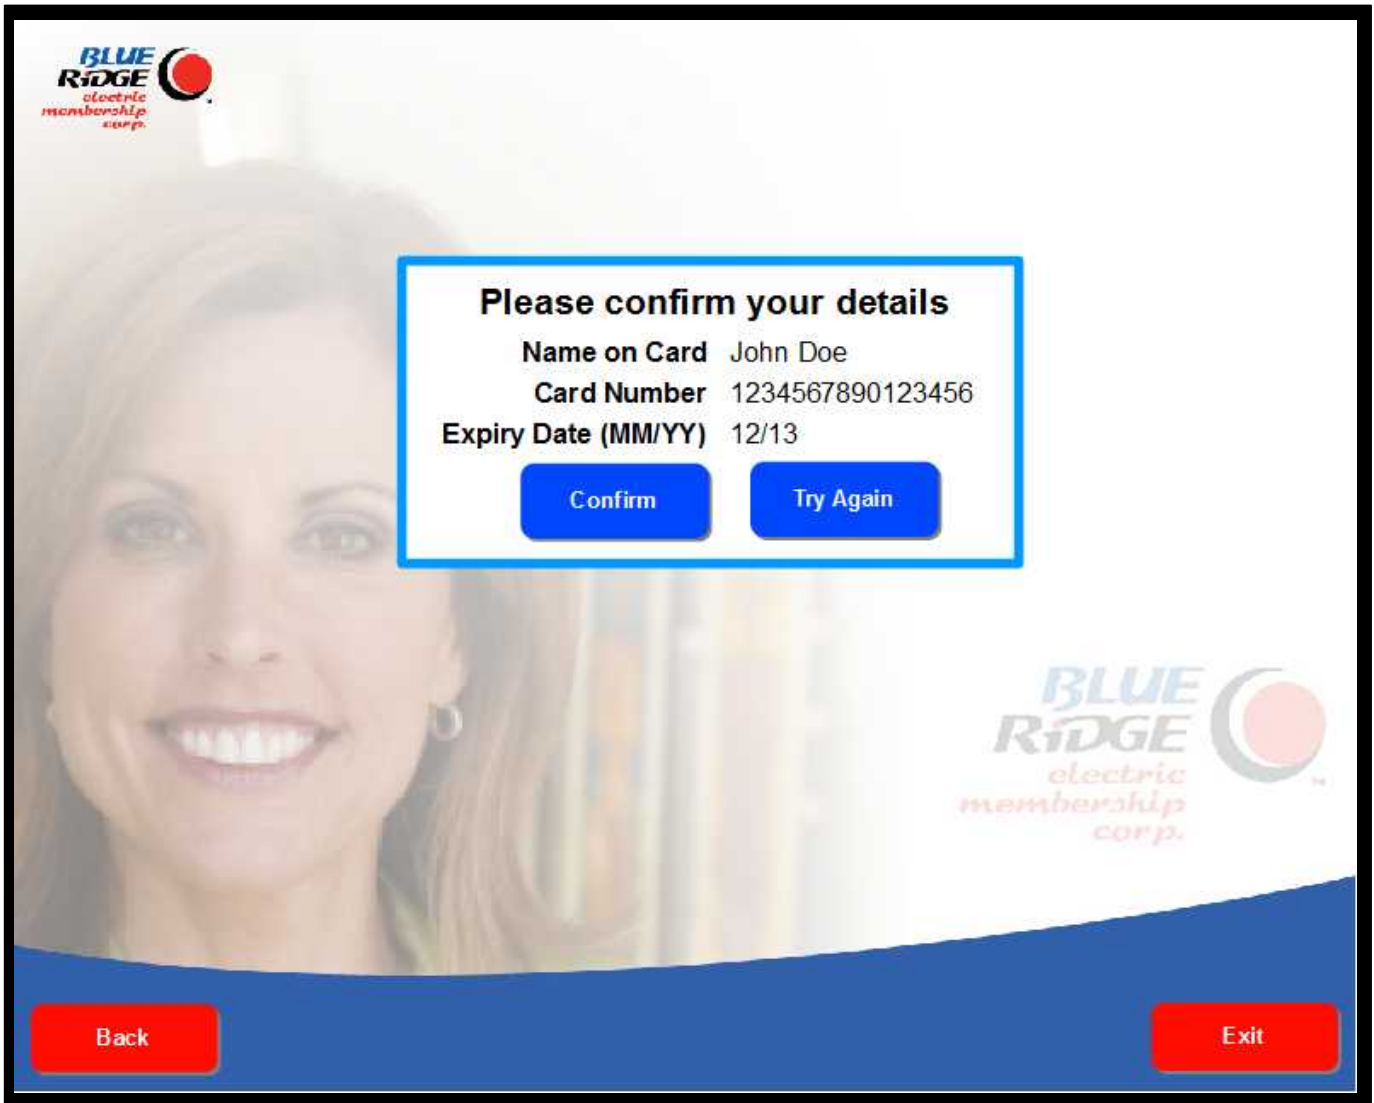 BLUE
RiDGE
electric
membership
corp.
Please confirm your details
Name on Card John Doe
Card Number 1234567890123456
Expiry Date (MM/YY) 12/13
Confirm Try Again
BLUE
RiDGE
electric
membership
corp.
TM
Back Exit